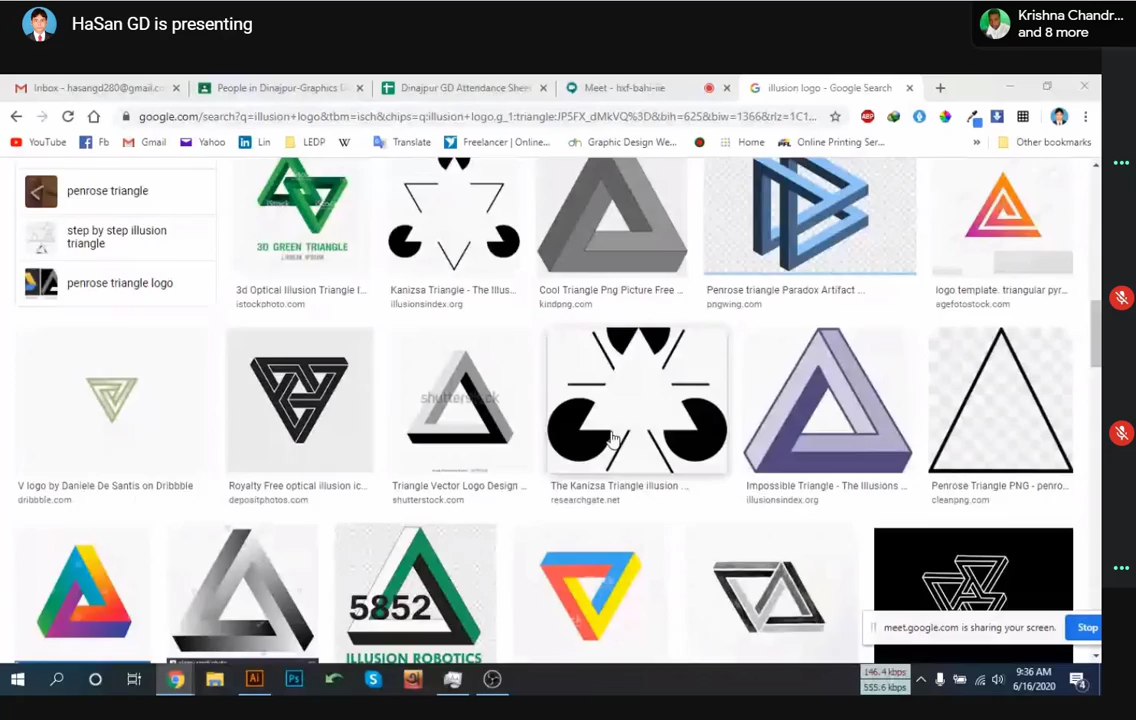 HaSan GD is presenting
Krishna Chandr...
and 8 more
Inbox - hasangd280@gmail.co
People in Dinajpur-Graphics D
Dinajpur GD Attendance Sheet
Meet - hxf-bahi-iie
illusion logo - Google Search
google.com/search?q=illusion+logo&tbm=isch&chips=q:illusion+logo,g_1:triangle:JP5FX_dMkVQ%3D&bih=625&biw=1366&rlz=1C1...
YouTube
Fb
Gmail
Yahoo
Lin
LEDP
W
Translate
Freelancer | Online...
Graphic Design We...
Home
Online Printing Ser...
»
Other bookmarks
penrose triangle
step by step illusion
triangle
penrose triangle logo
3D GREEN TRIANGLE
LOREM IPSUM
3d Optical Illusion Triangle I...
istockphoto.com
Kanizsa Triangle - The Illus...
illusionsindex.org
Cool Triangle Png Picture Free ...
kindpng.com
Penrose triangle Paradox Artifact ...
pngwing.com
logo template. triangular pyr...
agefotostock.com
shutterstock
V logo by Daniele De Santis on Dribbble
dribbble.com
Royalty Free optical illusion ic...
depositphotos.com
Triangle Vector Logo Design ...
shutterstock.com
The Kanizsa Triangle illusion ...
researchgate.net
Impossible Triangle - The Illusions ...
illusionsindex.org
Penrose Triangle PNG - penro...
cleanpng.com
5852
ILLUSION ROBOTICS
meet.google.com is sharing your screen.
Stop
146.4 kbps
555.6 kbps
9:36 AM
6/16/2020
4